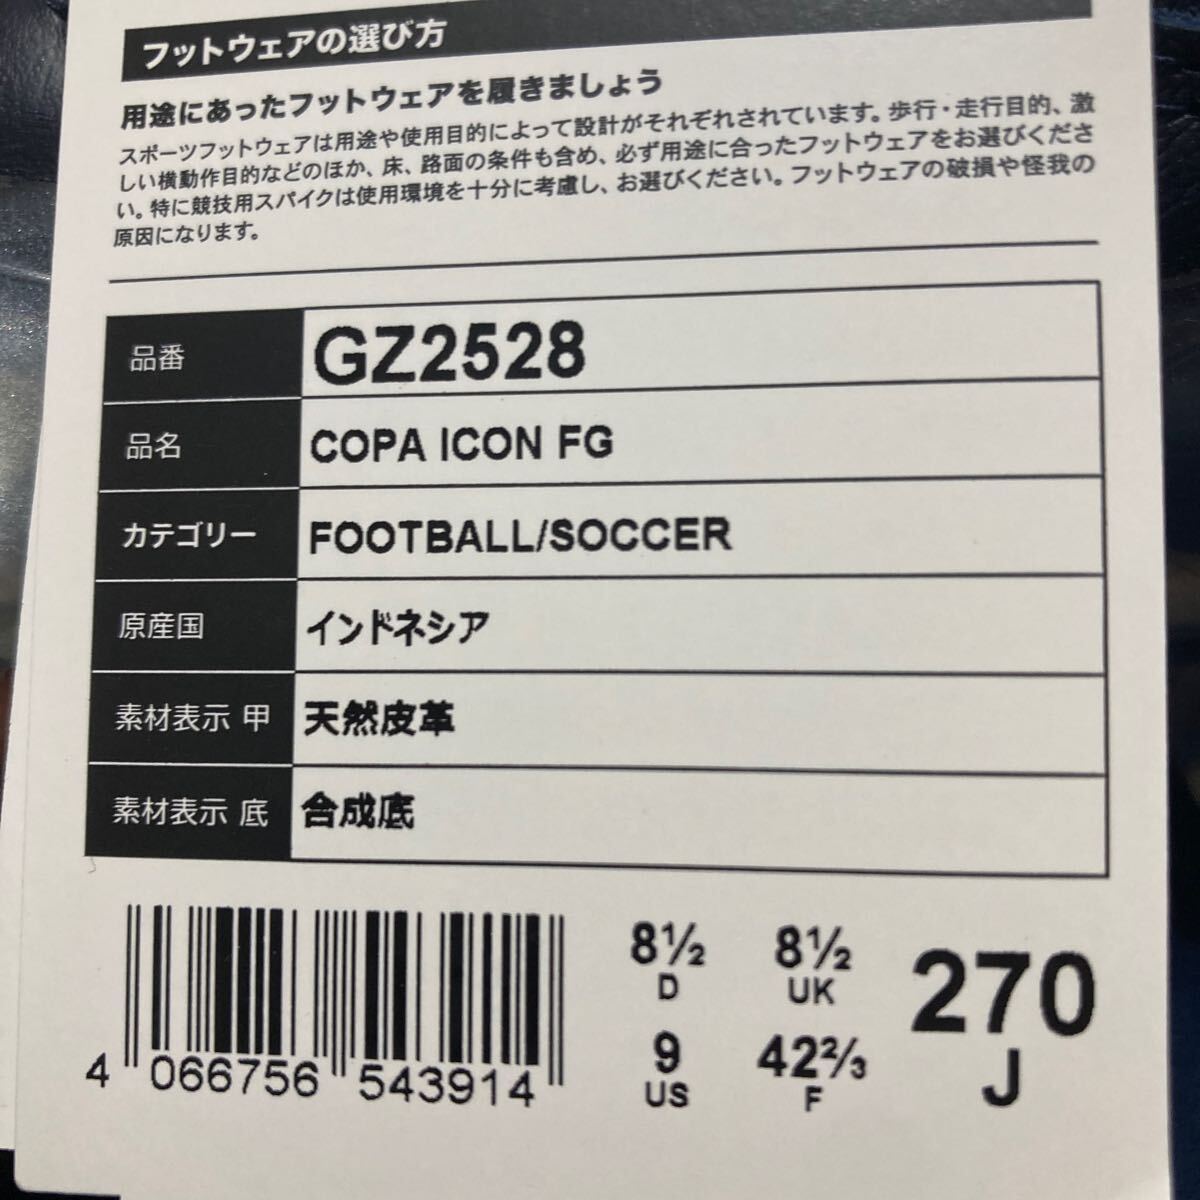 フットウェアの選び方
用途にあったフットウェアを履きましょう
スポーツフットウェアは用途や使用目的によって設計がそれぞれされています。歩行・走行目的、激
しい横動作目的などのほか、床、路面の条件も含め、必ず用途に合ったフットウェアをお選びくださ
い。特に競技用スパイクは使用環境を十分に考慮し、お選びください。フットウェアの破損や怪我の
原因になります。
品番 GZ2528
品名 COPA ICON FG
カテゴリー FOOTBALL/SOCCER
原産国 インドネシア
素材表示 甲 天然皮革
素材表示 底 合成底
8½ 8½ 270
D UK J
9 42⅔
US F
4 066756 543914